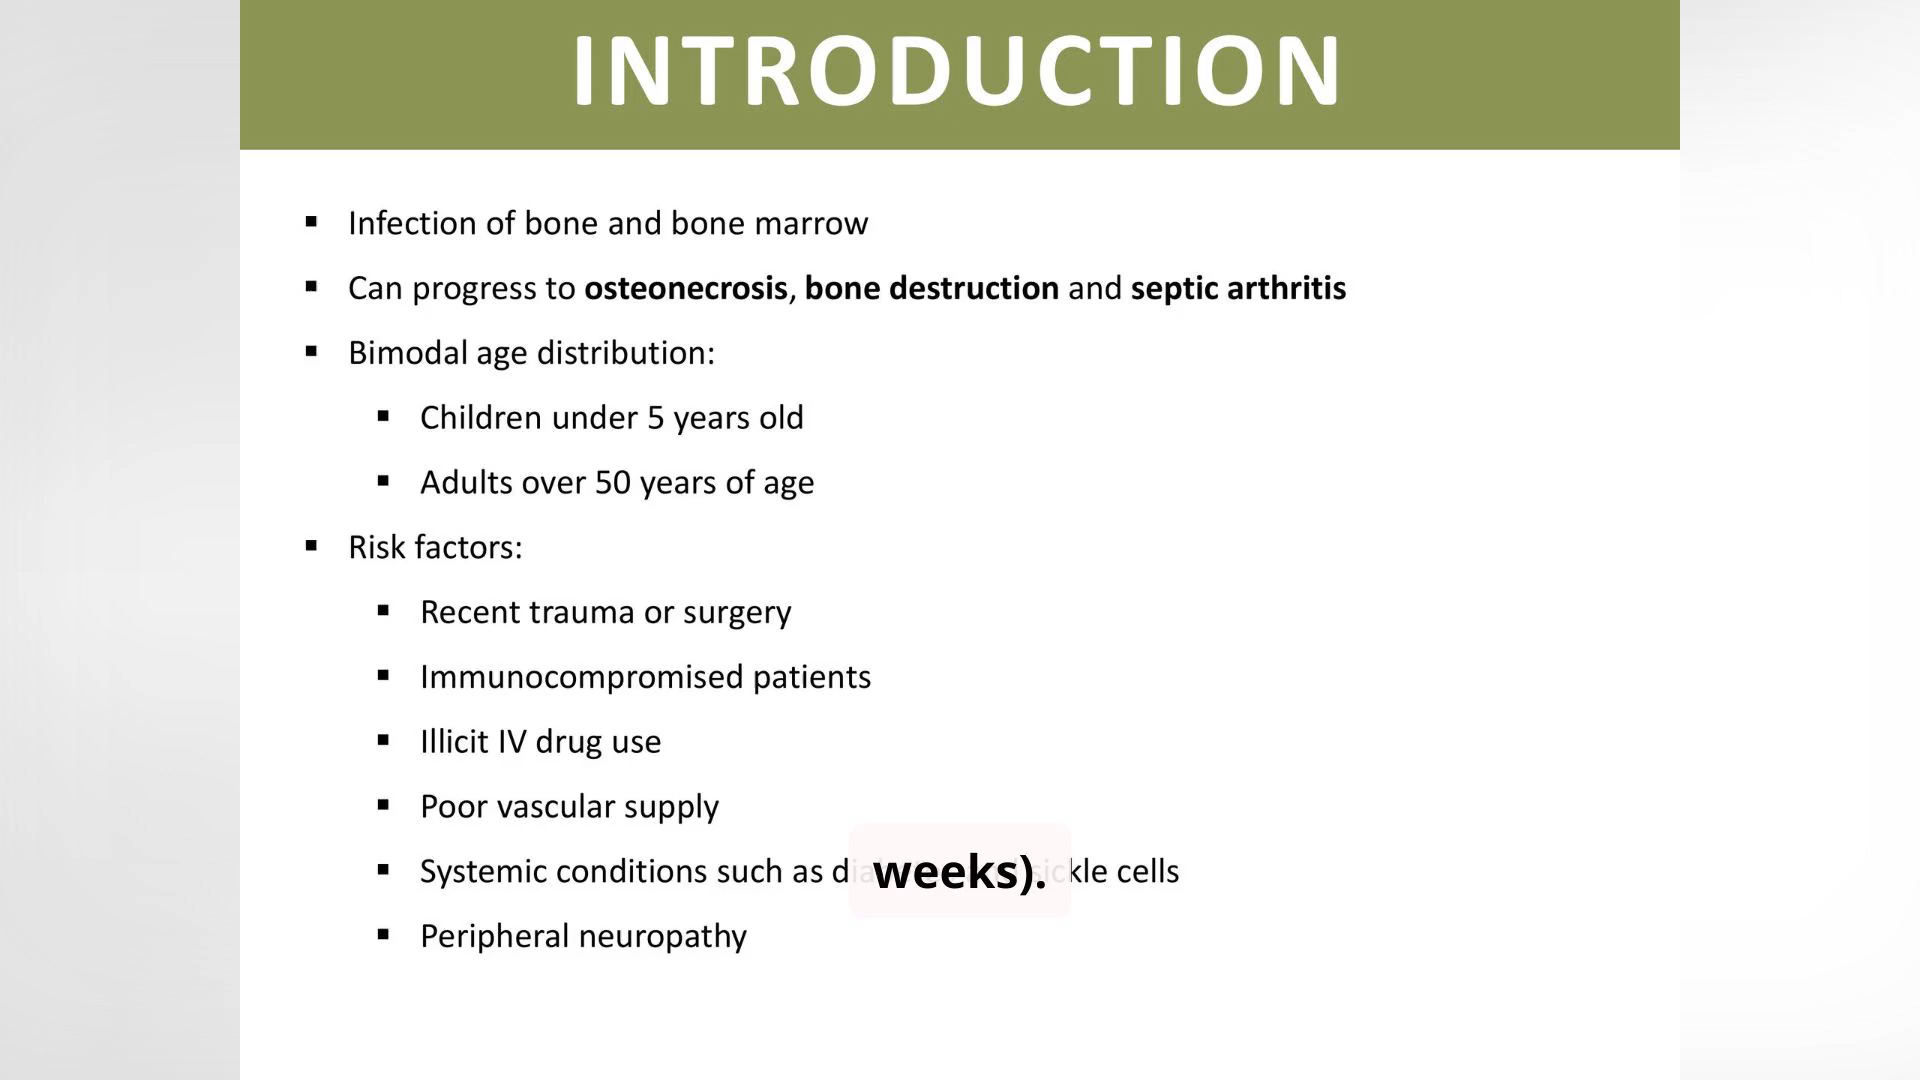 INTRODUCTION
▪ Infection of bone and bone marrow
▪ Can progress to osteonecrosis, bone destruction and septic arthritis
▪ Bimodal age distribution:
▪ Children under 5 years old
▪ Adults over 50 years of age
▪ Risk factors:
▪ Recent trauma or surgery
▪ Immunocompromised patients
▪ Illicit IV drug use
▪ Poor vascular supply
▪ Systemic conditions such as sickle cells
weeks).
▪ Peripheral neuropathy